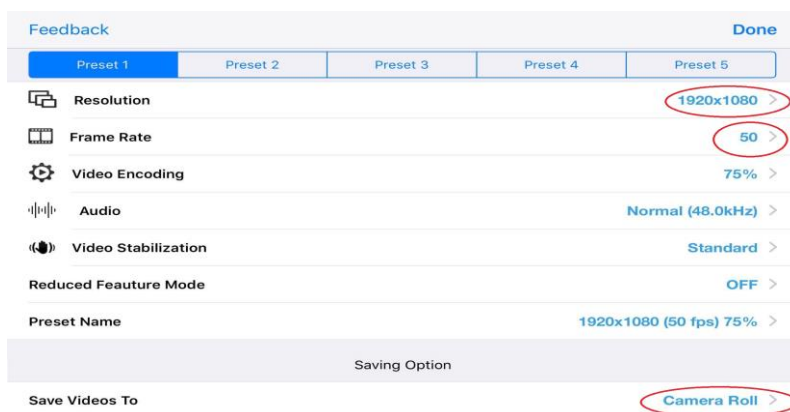 Feedback Done
Preset 1 Preset 2 Preset 3 Preset 4 Preset 5
Resolution 1920x1080 >
Frame Rate 50 >
Video Encoding 75% >
Audio Normal (48.0kHz) >
Video Stabilization Standard >
Reduced Feauture Mode OFF >
Preset Name 1920x1080 (50 fps) 75% >
Saving Option
Save Videos To Camera Roll >